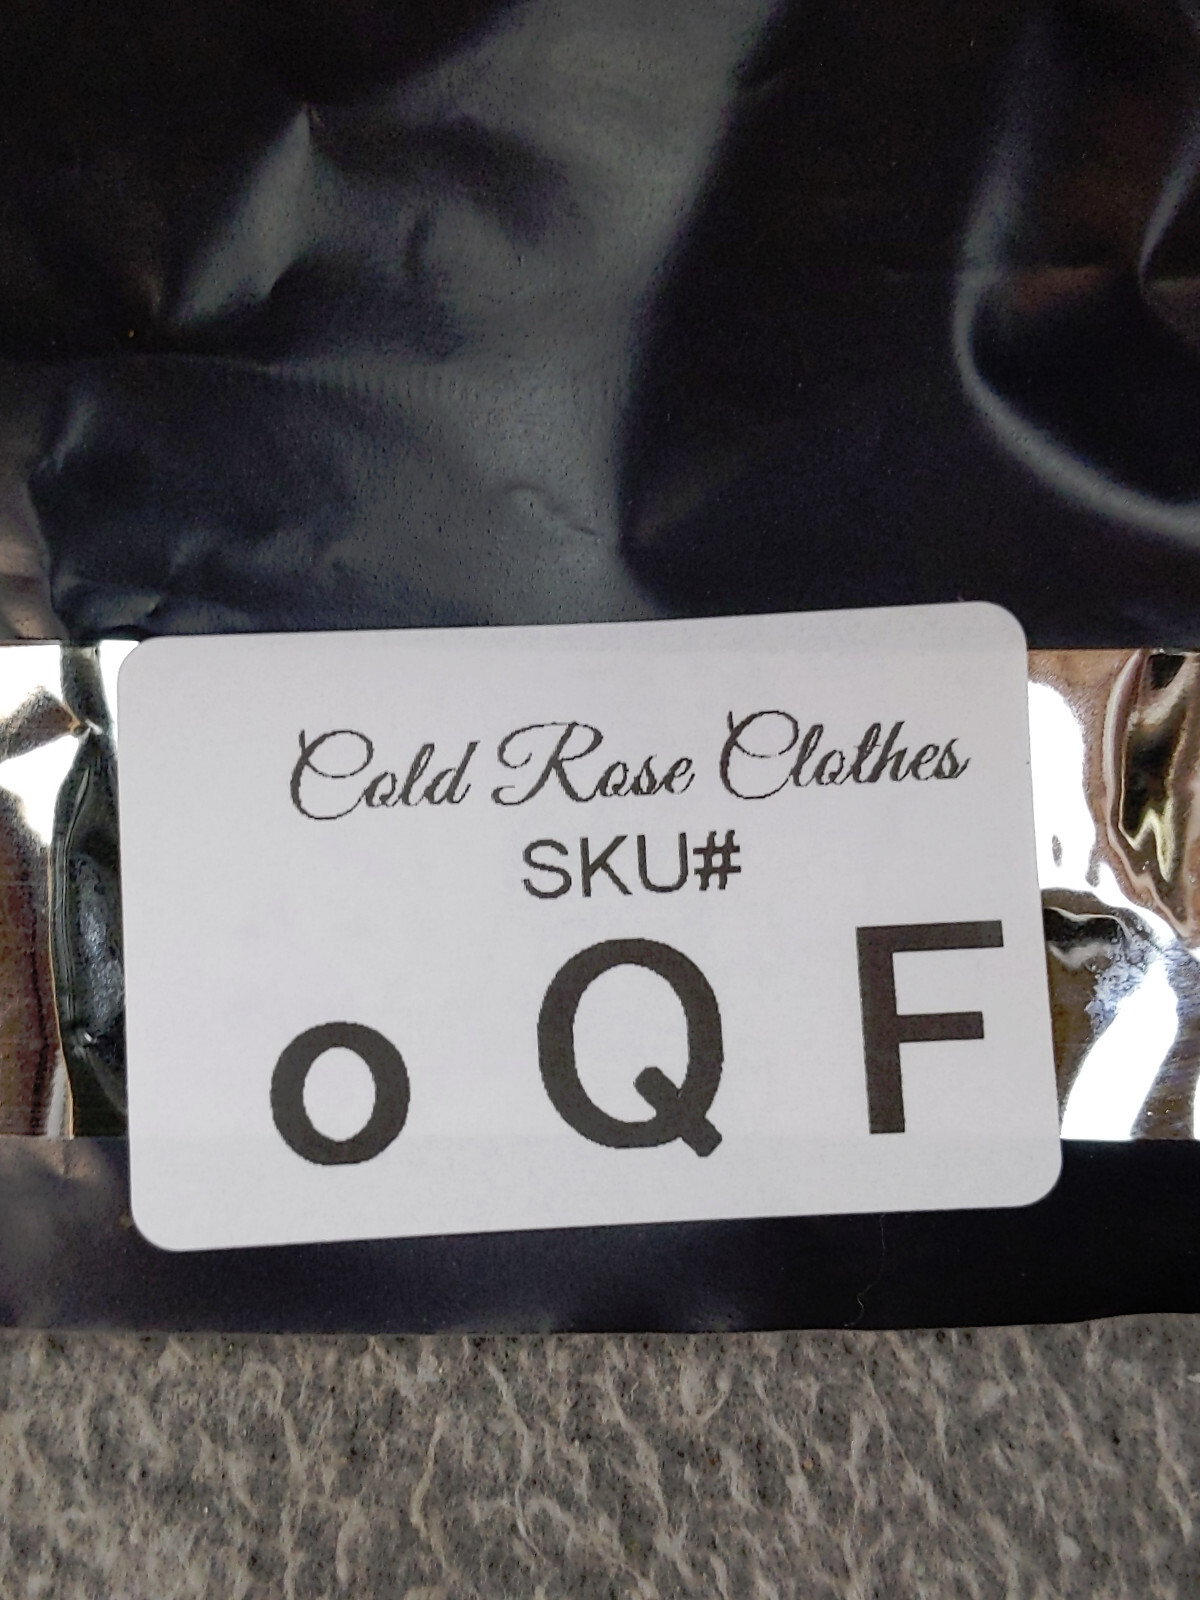 Cold Rose Clothes
SKU#
o Q F